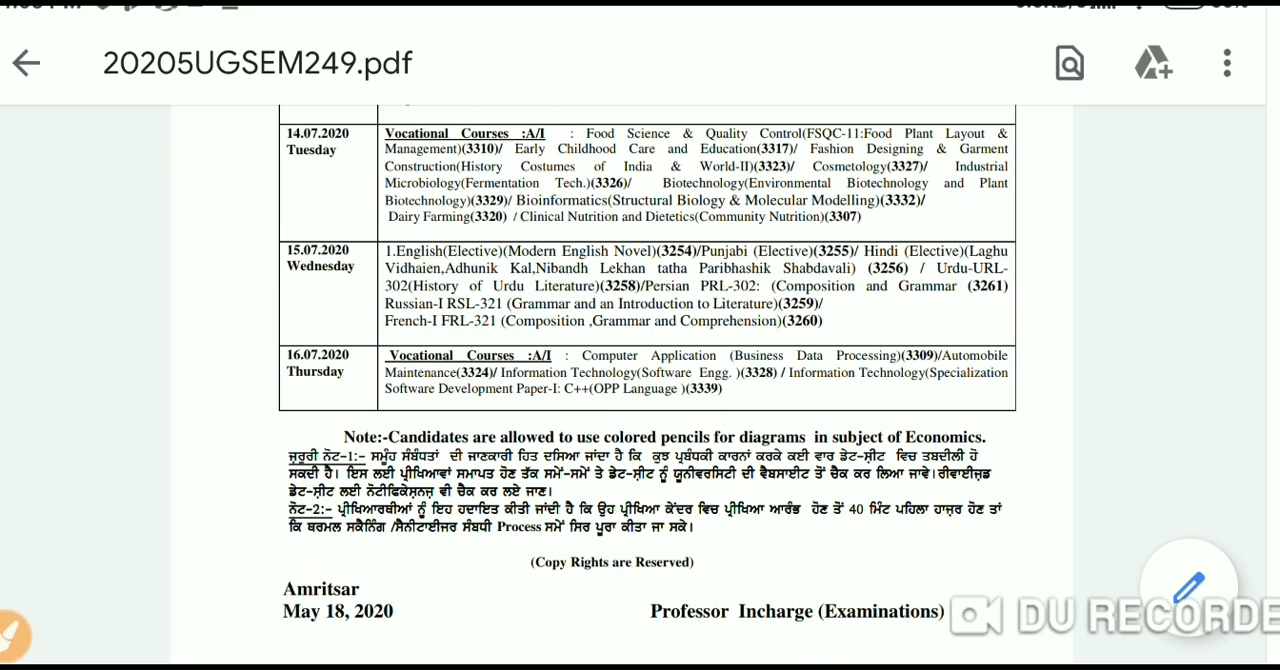 20205UGSEM249.pdf
14.07.2020
Tuesday
Vocational Courses :A/I : Food Science & Quality Control(FSQC-11:Food Plant Layout &
Management)(3310)/ Early Childhood Care and Education(3317)/ Fashion Designing & Garment
Construction(History Costumes of India & World-II)(3323)/ Cosmetology(3327)/ Industrial
Microbiology(Fermentation Tech.)(3326)/ Biotechnology(Environmental Biotechnology and Plant
Biotechnology)(3329)/ Bioinformatics(Structural Biology & Molecular Modelling)(3332)/
Dairy Farming(3320) / Clinical Nutrition and Dietetics(Community Nutrition)(3307)
15.07.2020
Wednesday
1.English(Elective)(Modern English Novel)(3254)/Punjabi (Elective)(3255)/ Hindi (Elective)(Laghu
Vidhaien,Adhunik Kal,Nibandh Lekhan tatha Paribhashik Shabdavali) (3256) / Urdu-URL-
302(History of Urdu Literature)(3258)/Persian PRL-302: (Composition and Grammar (3261)
Russian-I RSL-321 (Grammar and an Introduction to Literature)(3259)/
French-I FRL-321 (Composition ,Grammar and Comprehension)(3260)
16.07.2020
Thursday
Vocational Courses :A/I : Computer Application (Business Data Processing)(3309)/Automobile
Maintenance(3324)/ Information Technology(Software Engg. )(3328) / Information Technology(Specialization
Software Development Paper-I: C++(OPP Language )(3339)
Note:-Candidates are allowed to use colored pencils for diagrams in subject of Economics.
ਜ਼ਰੂਰੀ ਨੋਟ-1:- ਸਮੂੰਹ ਸੰਬੰਧਤਾਂ ਦੀ ਜਾਣਕਾਰੀ ਹਿਤ ਦਸਿਆ ਜਾਂਦਾ ਹੈ ਕਿ ਕੁਝ ਪ੍ਰਬੰਧਕੀ ਕਾਰਨਾਂ ਕਰਕੇ ਕਈ ਵਾਰ ਡੇਟ-ਸ਼ੀਟ ਵਿਚ ਤਬਦੀਲੀ ਹੋ
ਸਕਦੀ ਹੈ। ਇਸ ਲਈ ਪ੍ਰੀਖਿਆਵਾਂ ਸਮਾਪਤ ਹੋਣ ਤੱਕ ਸਮੇਂ-ਸਮੇਂ ਤੇ ਡੇਟ-ਸ਼ੀਟ ਨੂੰ ਯੂਨੀਵਰਸਿਟੀ ਦੀ ਵੈਬਸਾਈਟ ਤੋਂ ਚੈਕ ਕਰ ਲਿਆ ਜਾਵੇ।ਰੀਵਾਈਜ਼ਡ
ਡੇਟ-ਸ਼ੀਟ ਲਈ ਨੋਟੀਫਿਕੇਸ਼ਨਜ਼ ਵੀ ਚੈਕ ਕਰ ਲਏ ਜਾਣ।
ਨੋਟ-2:- ਪ੍ਰੀਖਿਆਰਥੀਆਂ ਨੂੰ ਇਹ ਹਦਾਇਤ ਕੀਤੀ ਜਾਂਦੀ ਹੈ ਕਿ ਉਹ ਪ੍ਰੀਖਿਆ ਕੇਂਦਰ ਵਿਚ ਪ੍ਰੀਖਿਆ ਆਰੰਭ ਹੋਣ ਤੋਂ 40 ਮਿੰਟ ਪਹਿਲਾ ਹਾਜ਼ਰ ਹੋਣ ਤਾਂ
ਕਿ ਥਰਮਲ ਸਕੈਨਿੰਗ /ਸੈਨੀਟਾਈਜਰ ਸੰਬਧੀ Process ਸਮੇਂ ਸਿਰ ਪੂਰਾ ਕੀਤਾ ਜਾ ਸਕੇ।
(Copy Rights are Reserved)
Amritsar
May 18, 2020
Professor Incharge (Examinations)
DU RECORDE